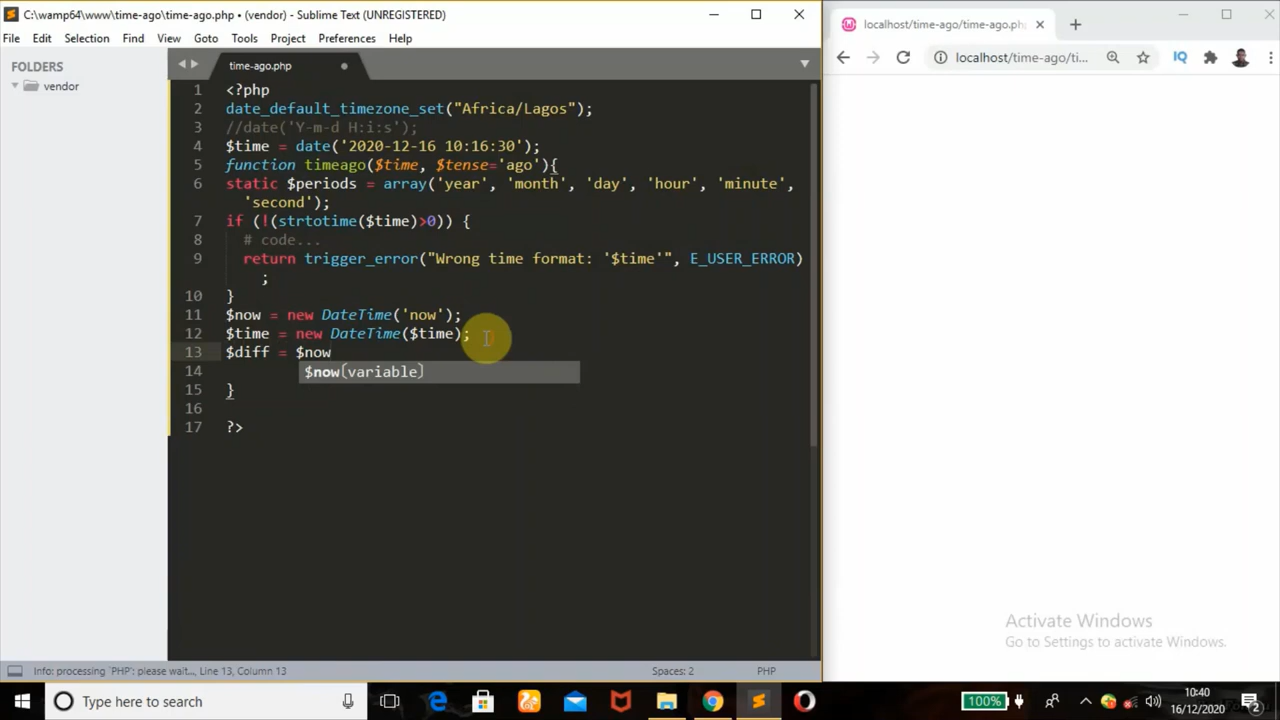 C:\wamp64\www\time-ago\time-ago.php • (vendor) - Sublime Text (UNREGISTERED)
File Edit Selection Find View Goto Tools Project Preferences Help
FOLDERS
vendor
time-ago.php
1 <?php
2 date_default_timezone_set("Africa/Lagos");
3 //date('Y-m-d H:i:s');
4 $time = date('2020-12-16 10:16:30');
5 function timeago($time, $tense='ago'){
6 static $periods = array('year', 'month', 'day', 'hour', 'minute',
'second');
7 if (!(strtotime($time)>0)) {
8 # code...
9 return trigger_error("Wrong time format: '$time'", E_USER_ERROR)
;
10 }
11 $now = new DateTime('now');
12 $time = new DateTime($time);
13 $diff = $now
$now(variable)
14
15 }
16
17 ?>
Info: processing `PHP`: please wait..., Line 13, Column 13
Spaces: 2
PHP
localhost/time-ago/time-ago.php
localhost/time-ago/ti...
IQ
Activate Windows
Go to Settings to activate Windows.
Type here to search
100%
10:40
16/12/2020
2